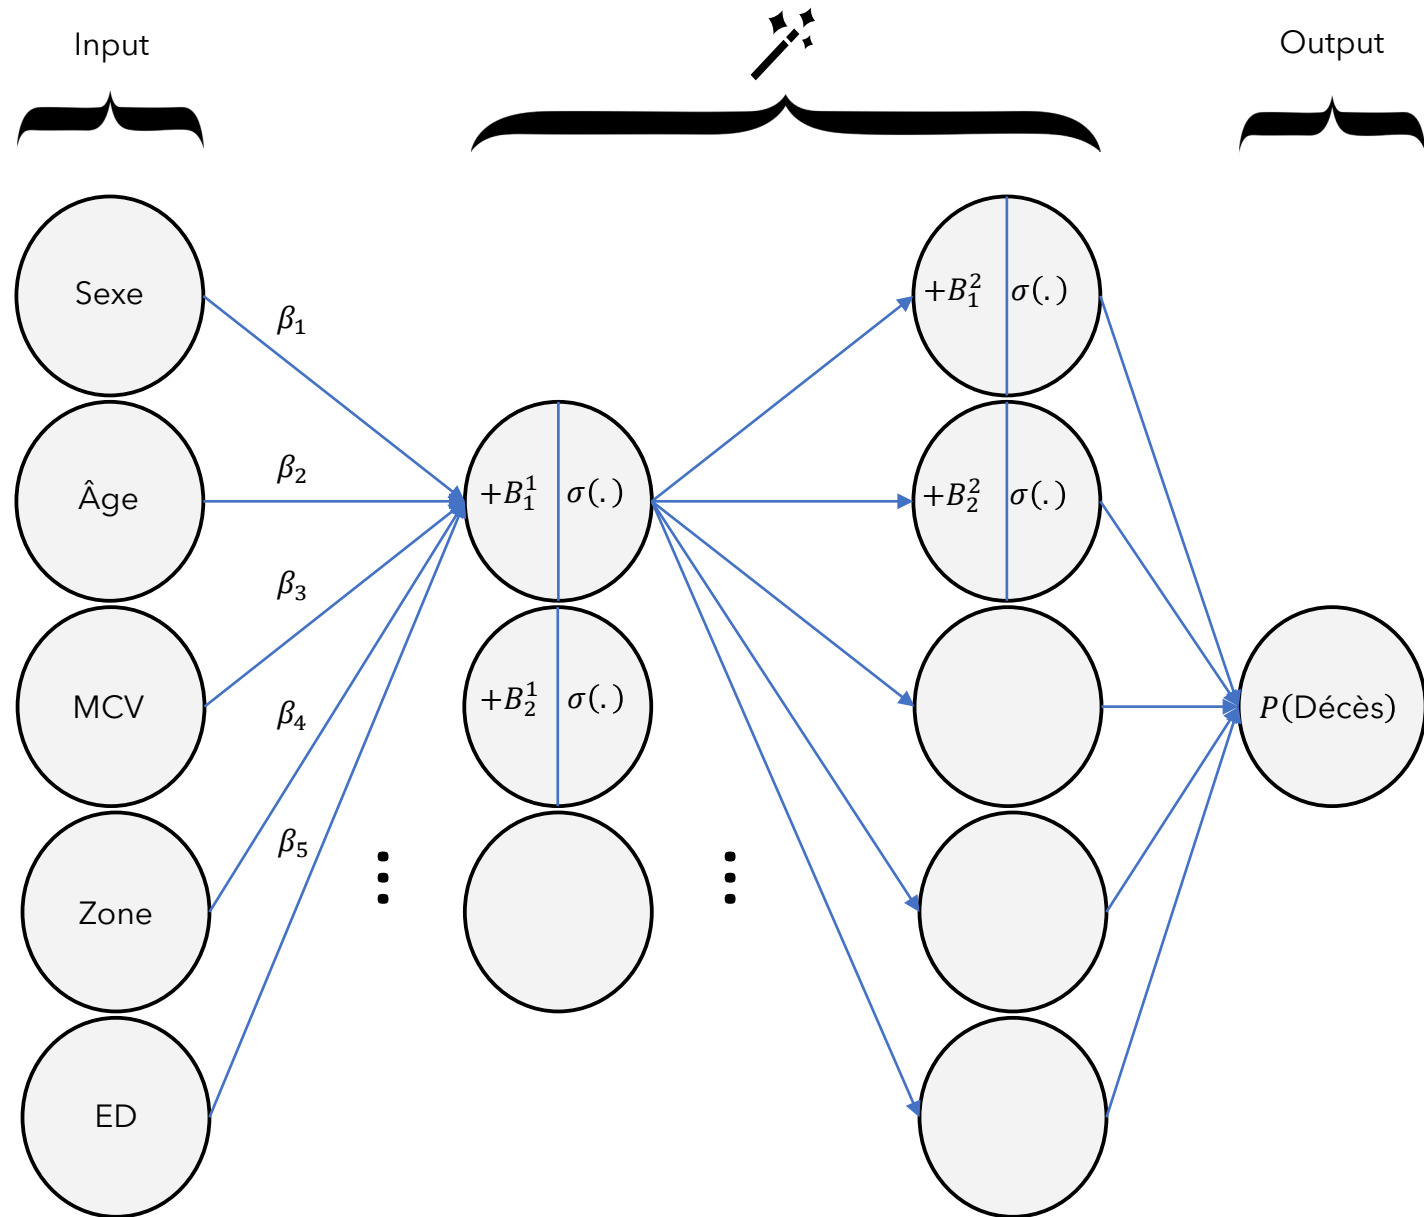 Input
Output
Sexe
Âge
MCV
Zone
ED
β₁
β₂
β₃
β₄
β₅
+B₁¹ σ(.)
+B₂¹ σ(.)
+B₁² σ(.)
+B₂² σ(.)
P(Décès)